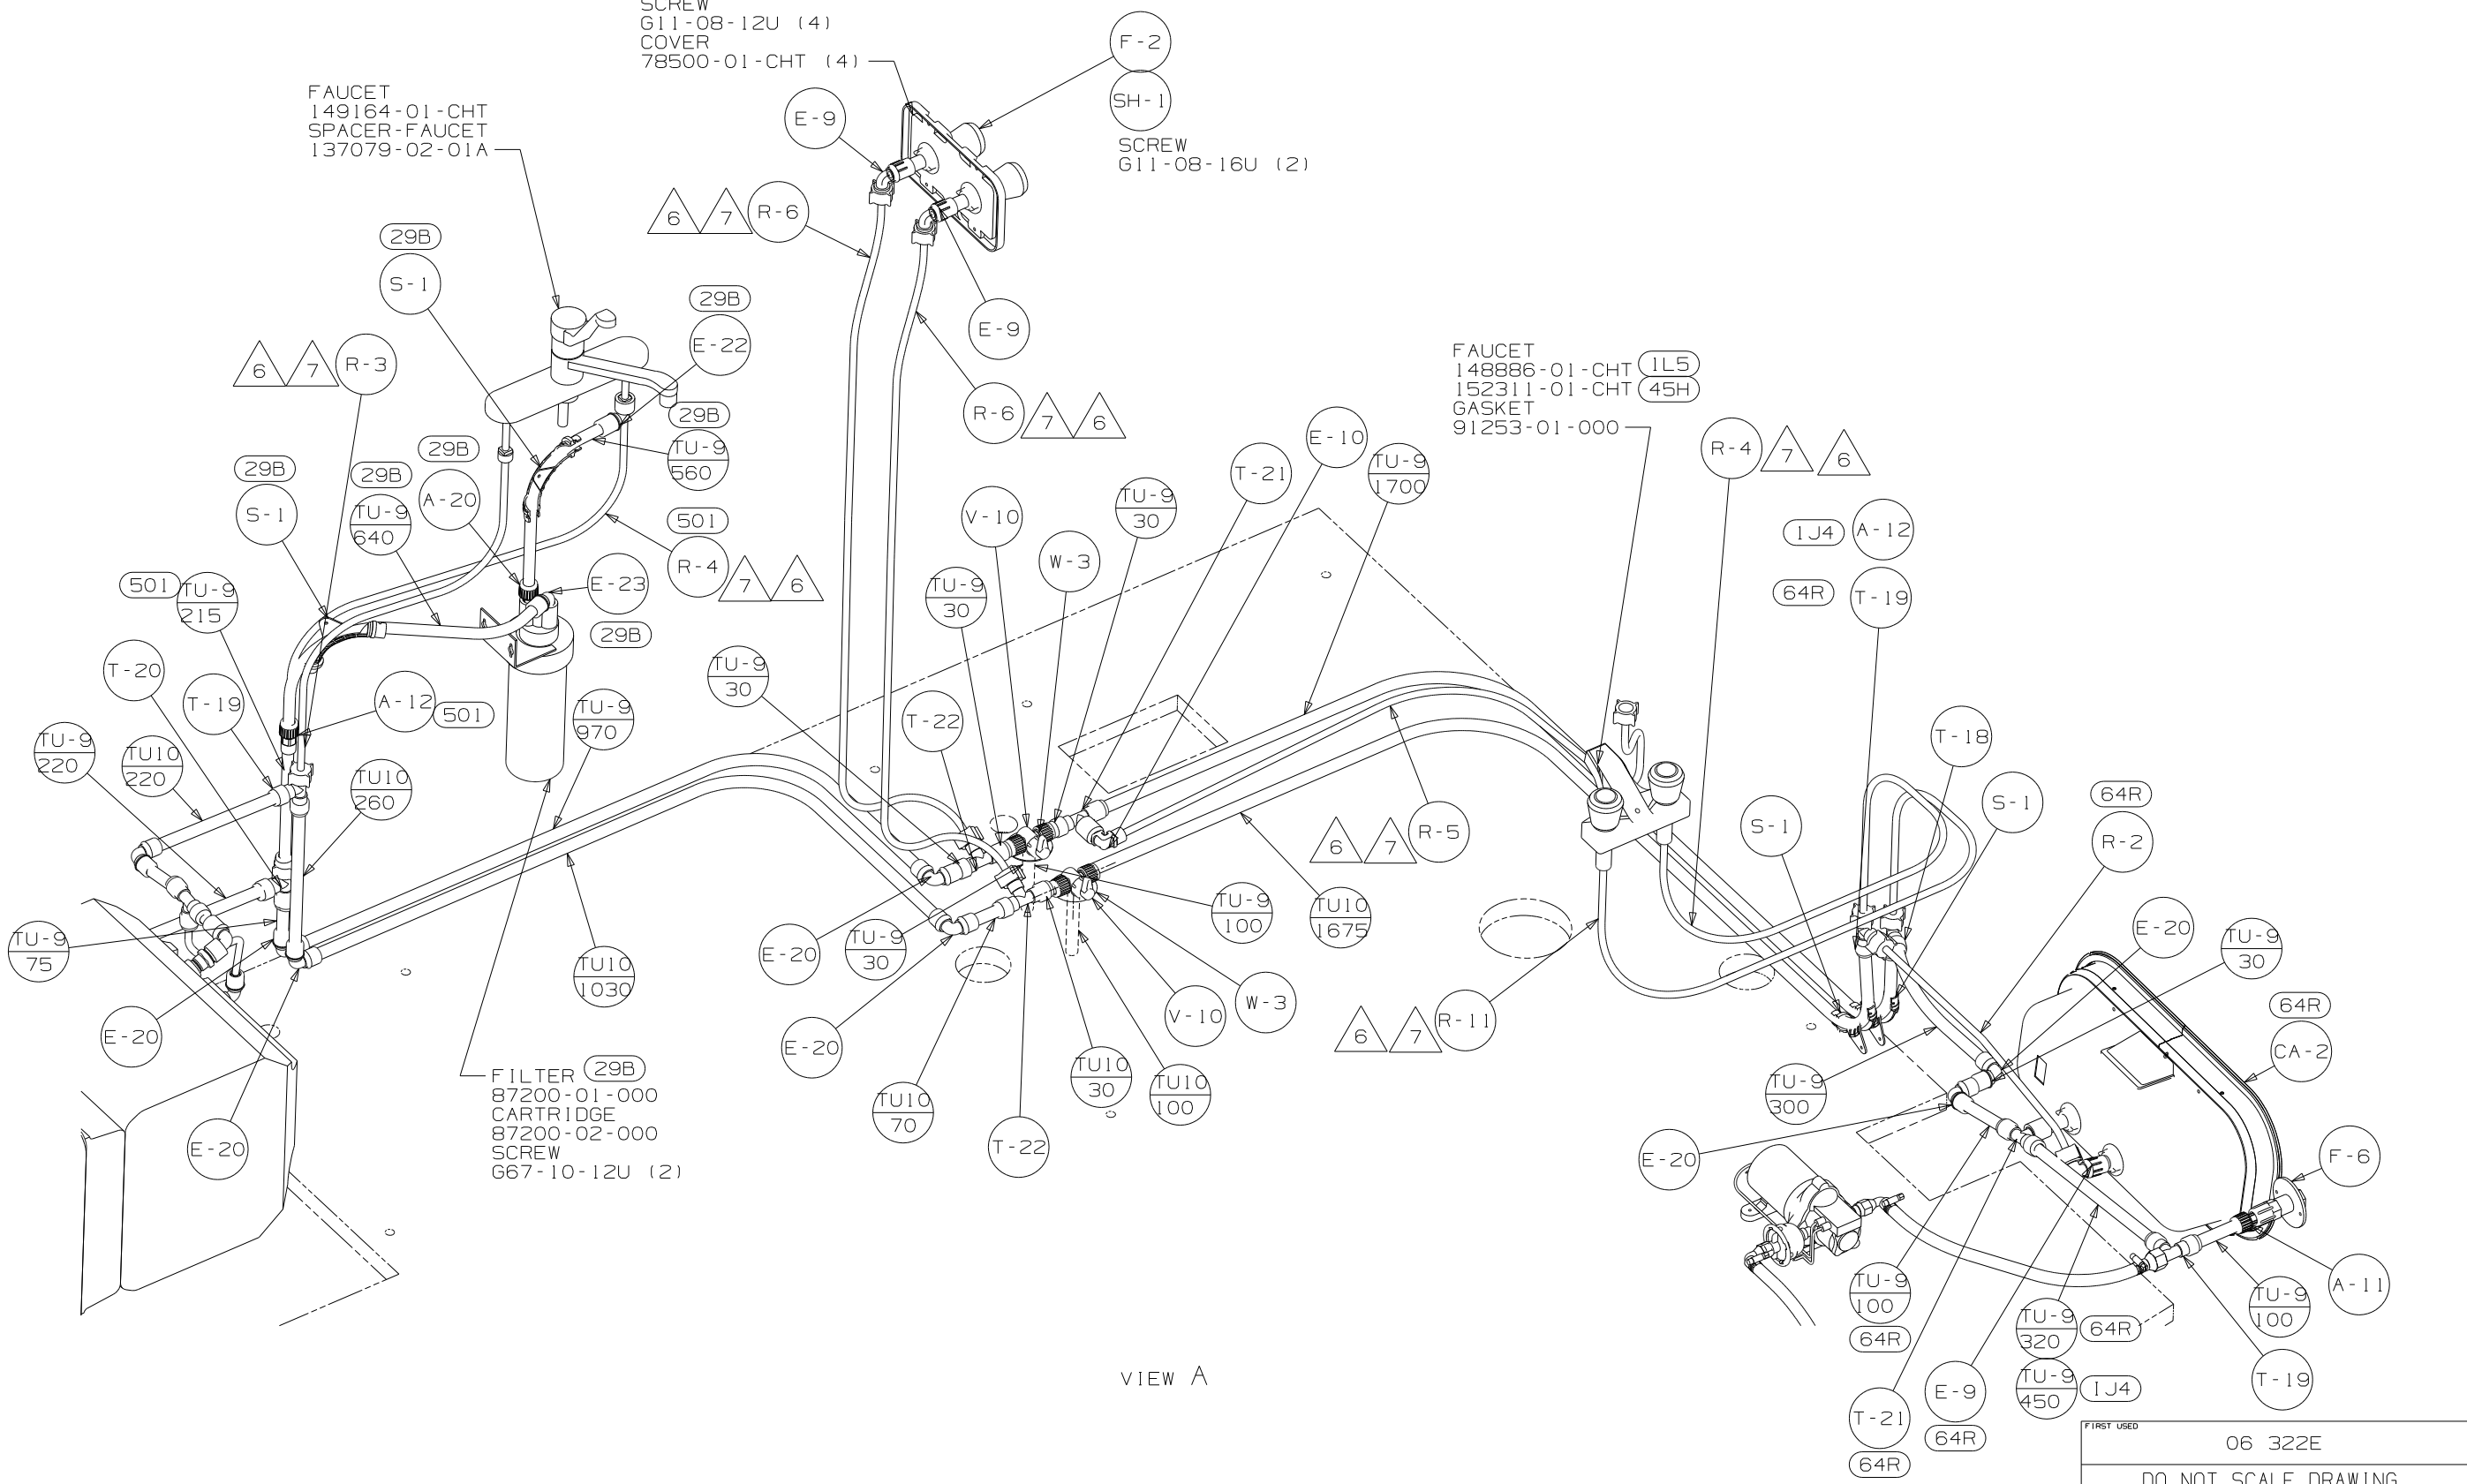 SCREW
G11-08-12U (4)
COVER
78500-01-CHT (4)
F-2
SH-1
SCREW
G11-08-16U (2)
FAUCET
149164-01-CHT
SPACER-FAUCET
137079-02-01A
E-9
6
7
R-6
29B
S-1
29B
E-22
E-9
6
7
R-3
R-6
7
6
29B
TU-9
560
FAUCET
148886-01-CHT
1L5
152311-01-CHT
45H
GASKET
91253-01-000
R-4
7
6
29B
S-1
29B
TU-9
640
29B
A-20
E-10
T-21
TU-9
1700
TU-9
30
V-10
501
R-4
7
6
W-3
1J4
A-12
64R
T-19
501
TU-9
215
E-23
29B
TU-9
30
T-20
T-19
A-12
501
TU-9
30
T-22
TU-9
970
TU-9
220
TU10
220
TU10
260
T-18
S-1
64R
R-2
S-1
6
7
R-5
TU-9
75
E-20
TU10
1030
E-20
TU-9
30
TU-9
100
TU10
1675
E-20
TU-9
30
W-3
V-10
6
7
R-11
E-20
64R
CA-2
E-20
TU10
70
TU10
30
TU10
100
T-22
FILTER
29B
87200-01-000
CARTRIDGE
87200-02-000
SCREW
G67-10-12U (2)
TU-9
300
E-20
F-6
TU-9
100
64R
TU-9
320
64R
TU-9
450
1J4
TU-9
100
A-11
T-19
T-21
64R
E-9
64R
VIEW A
FIRST USED
06 322E
DO NOT SCALE DRAWING